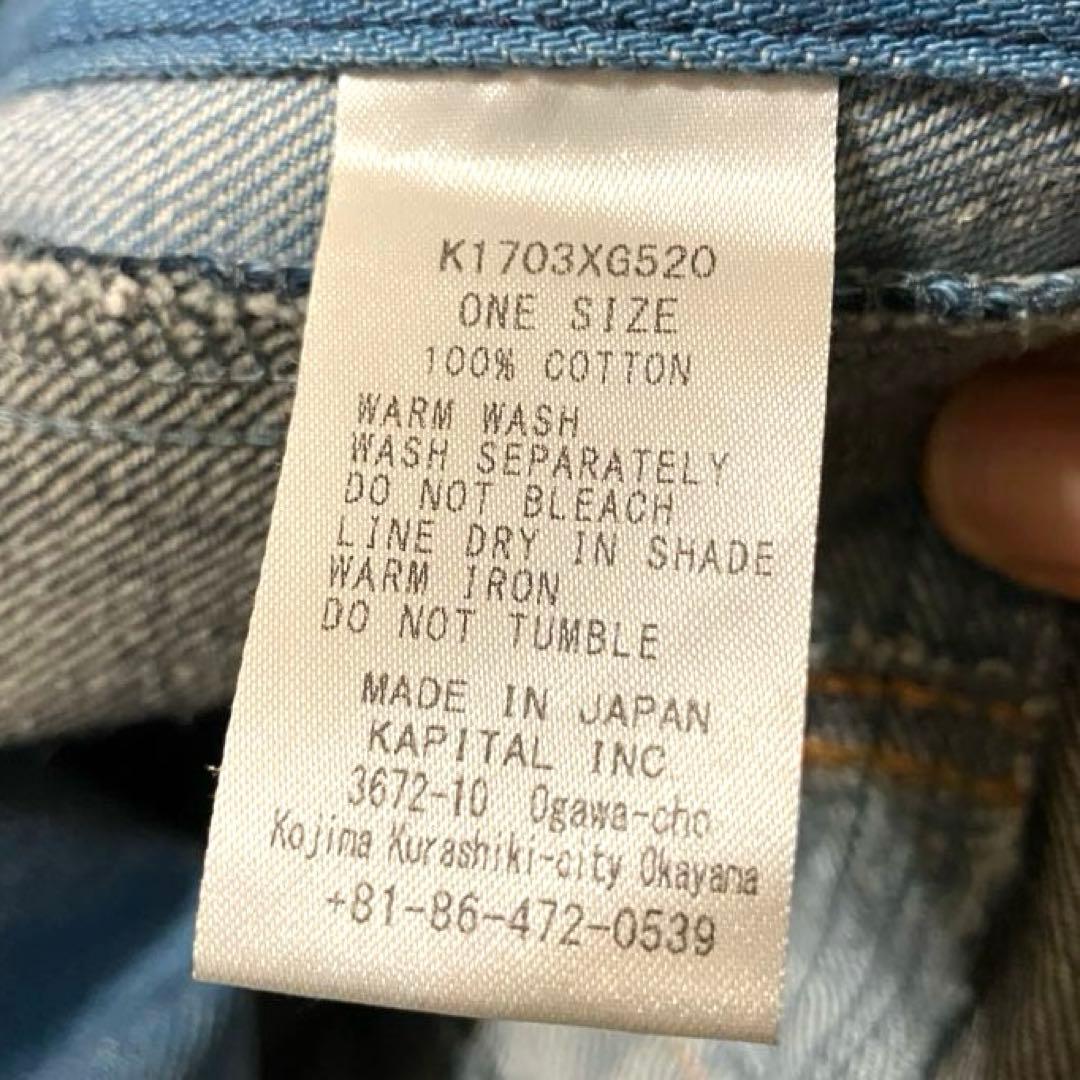 K1703XG520
ONE SIZE
100% COTTON
WARM WASH
WASH SEPARATELY
DO NOT BLEACH
LINE DRY IN SHADE
WARM IRON
DO NOT TUMBLE
MADE IN JAPAN
KAPITAL INC
3672-10 Ogawa-cho
Kojima Kurashiki-city Okayama
+81-86-472-0539